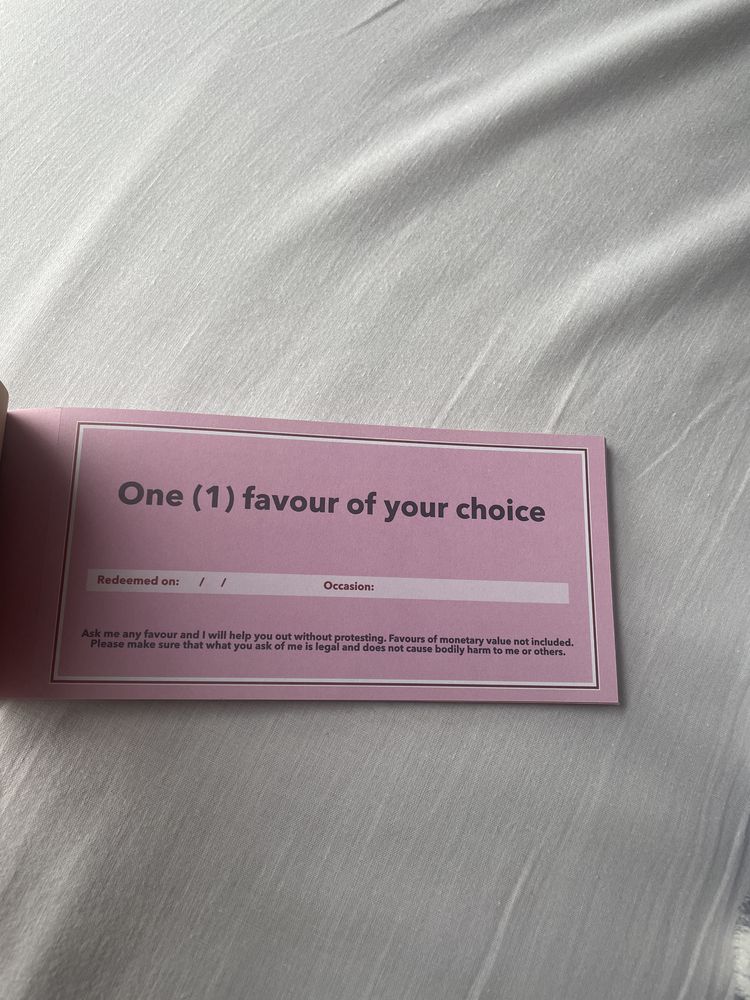 One (1) favour of your choice
Redeemed on: / / Occasion:
Ask me any favour and I will help you out without protesting. Favours of monetary value not included.
Please make sure that what you ask of me is legal and does not cause bodily harm to me or others.